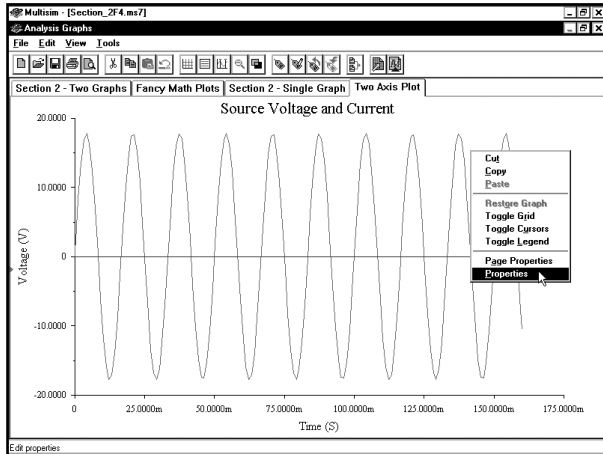 Multisim - [Section_2F4.ms7]
Analysis Graphs
File Edit View Tools
Section 2 - Two Graphs Fancy Math Plots Section 2 - Single Graph Two Axis Plot
Source Voltage and Current
20.0000
10.0000
0
-10.0000
-20.0000
Voltage (V)
0 25.0000m 50.0000m 75.0000m 100.0000m 125.0000m 150.0000m 175.0000m
Time (S)
Cut
Copy
Paste
Restore Graph
Toggle Grid
Toggle Cursors
Toggle Legend
Page Properties
Properties
Edit properties